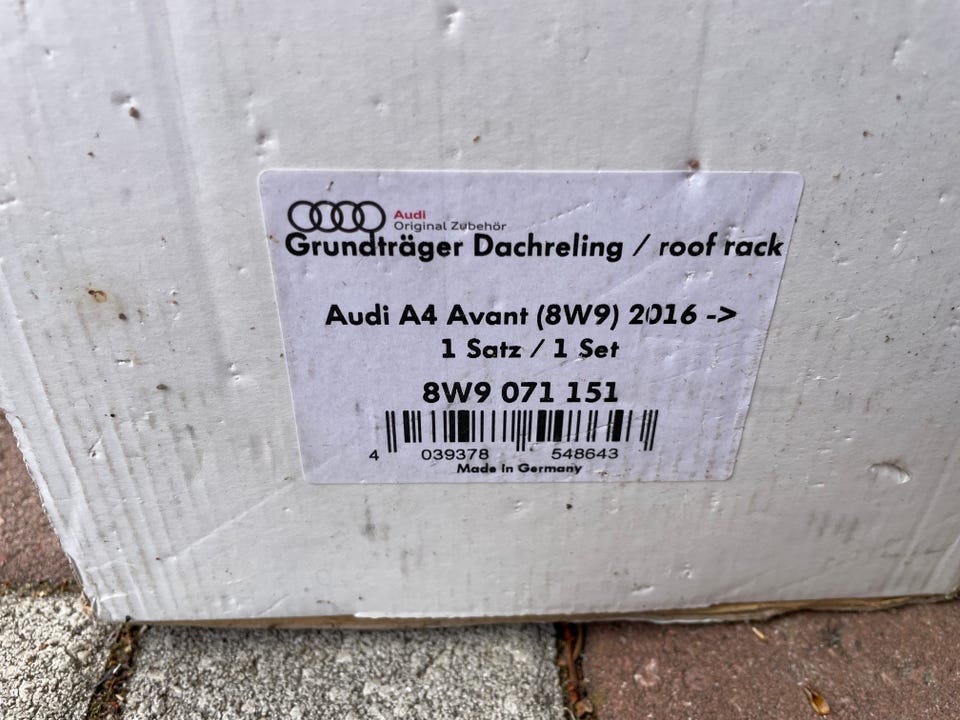 Audi
Original Zubehör
Grundträger Dachreling / roof rack
Audi A4 Avant (8W9) 2016 ->
1 Satz / 1 Set
8W9 071 151
4 039378 548643
Made in Germany